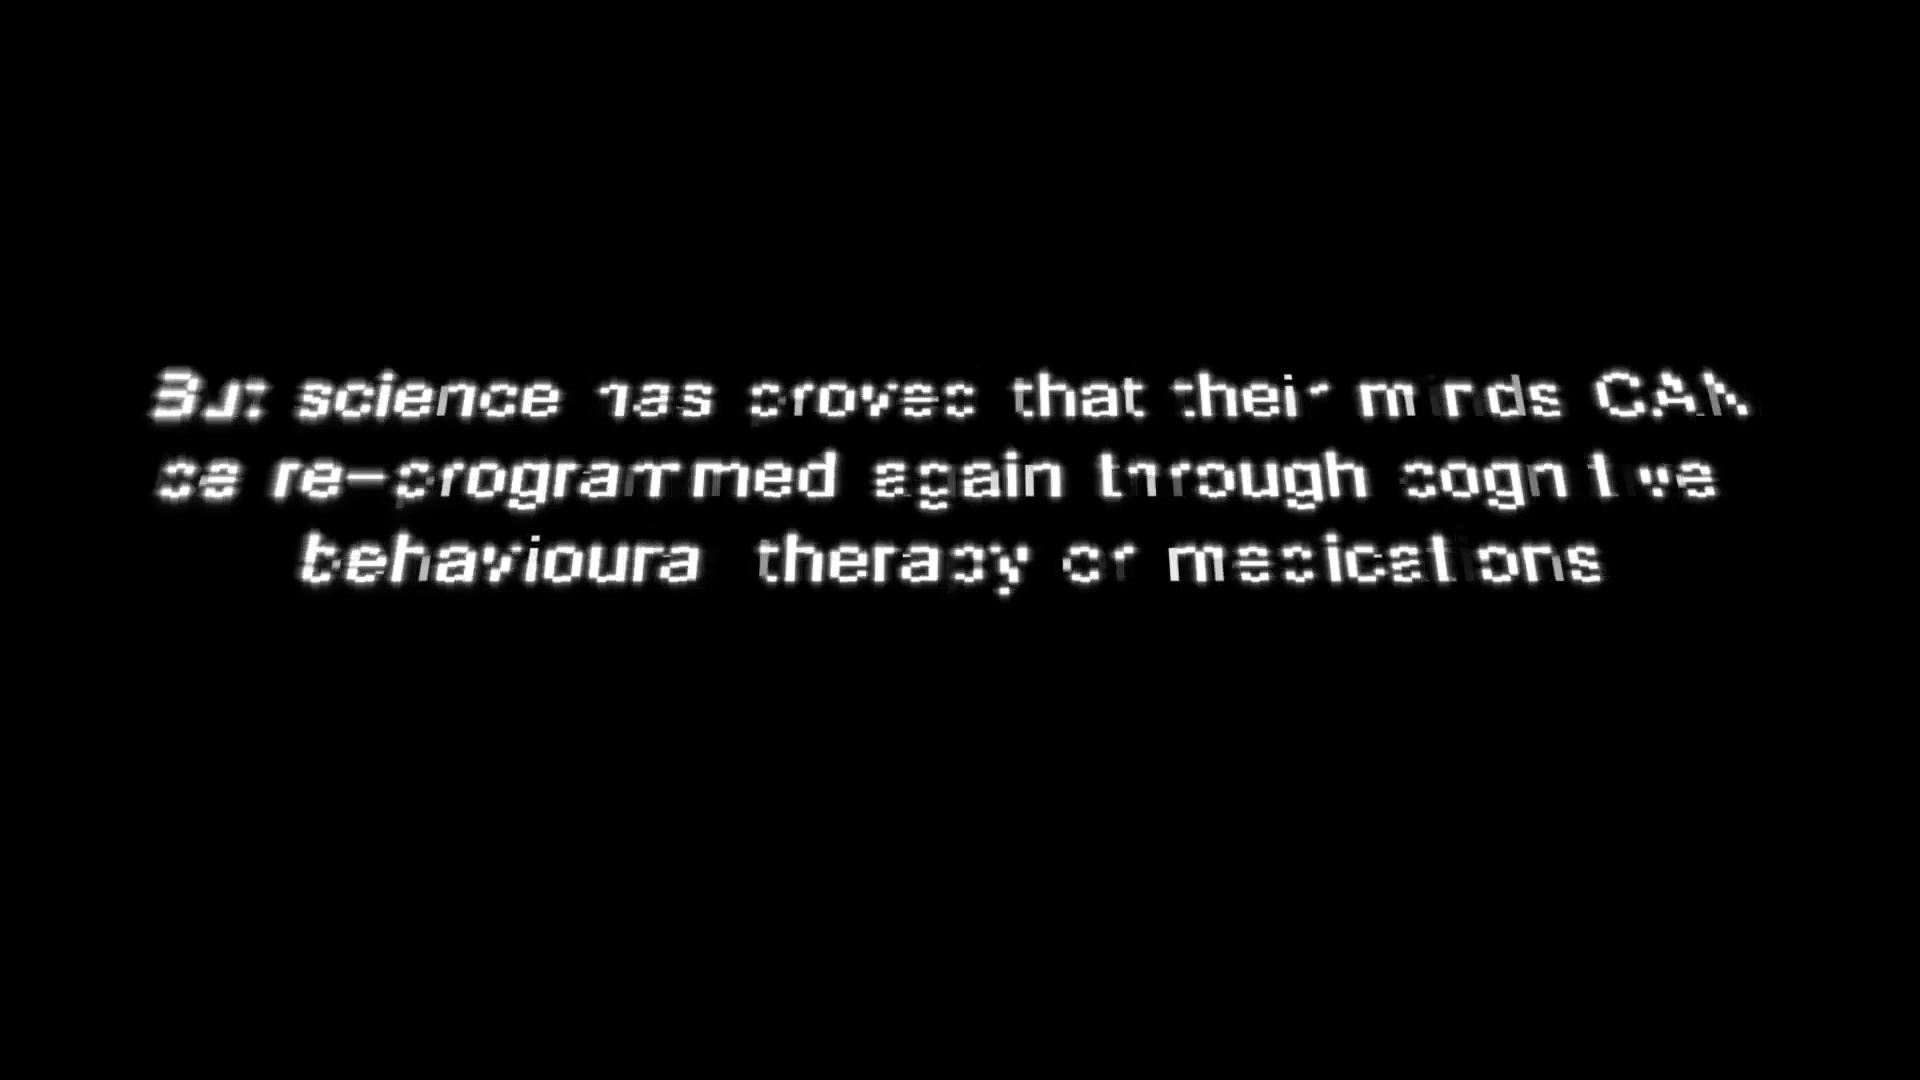 But science has proved that their minds CAN
be re-programmed again through cognitive
behavioural therapy or medications